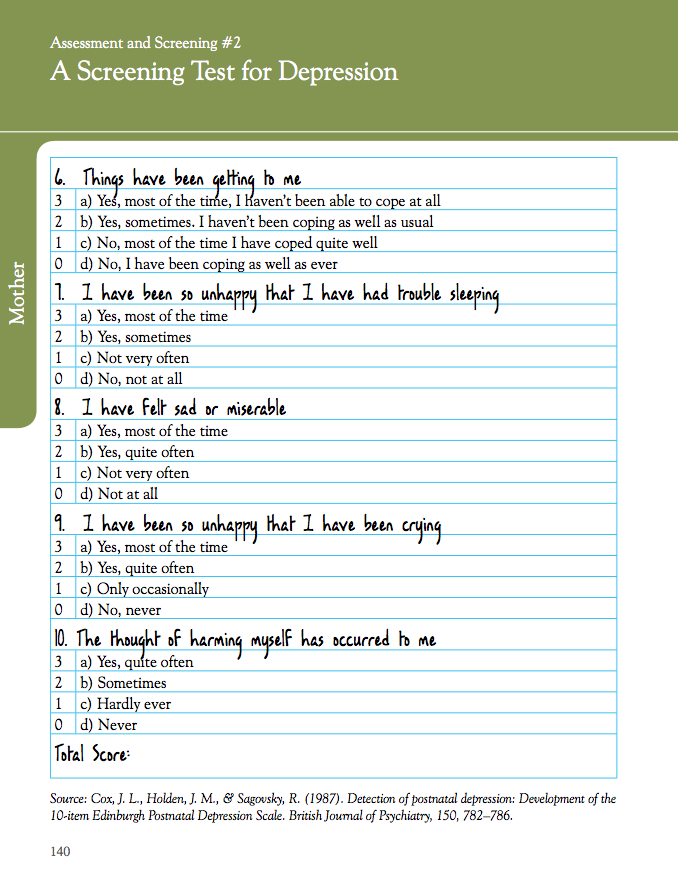 Assessment and Screening #2
A Screening Test for Depression
Mother
6. Things have been getting to me
3 a) Yes, most of the time, I haven't been able to cope at all
2 b) Yes, sometimes. I haven't been coping as well as usual
1 c) No, most of the time I have coped quite well
0 d) No, I have been coping as well as ever
7. I have been so unhappy that I have had trouble sleeping
3 a) Yes, most of the time
2 b) Yes, sometimes
1 c) Not very often
0 d) No, not at all
8. I have felt sad or miserable
3 a) Yes, most of the time
2 b) Yes, quite often
1 c) Not very often
0 d) Not at all
9. I have been so unhappy that I have been crying
3 a) Yes, most of the time
2 b) Yes, quite often
1 c) Only occasionally
0 d) No, never
10. The thought of harming myself has occurred to me
3 a) Yes, quite often
2 b) Sometimes
1 c) Hardly ever
0 d) Never
Total Score:
Source: Cox, J. L., Holden, J. M., & Sagovsky, R. (1987). Detection of postnatal depression: Development of the
10-item Edinburgh Postnatal Depression Scale. British Journal of Psychiatry, 150, 782–786.
140